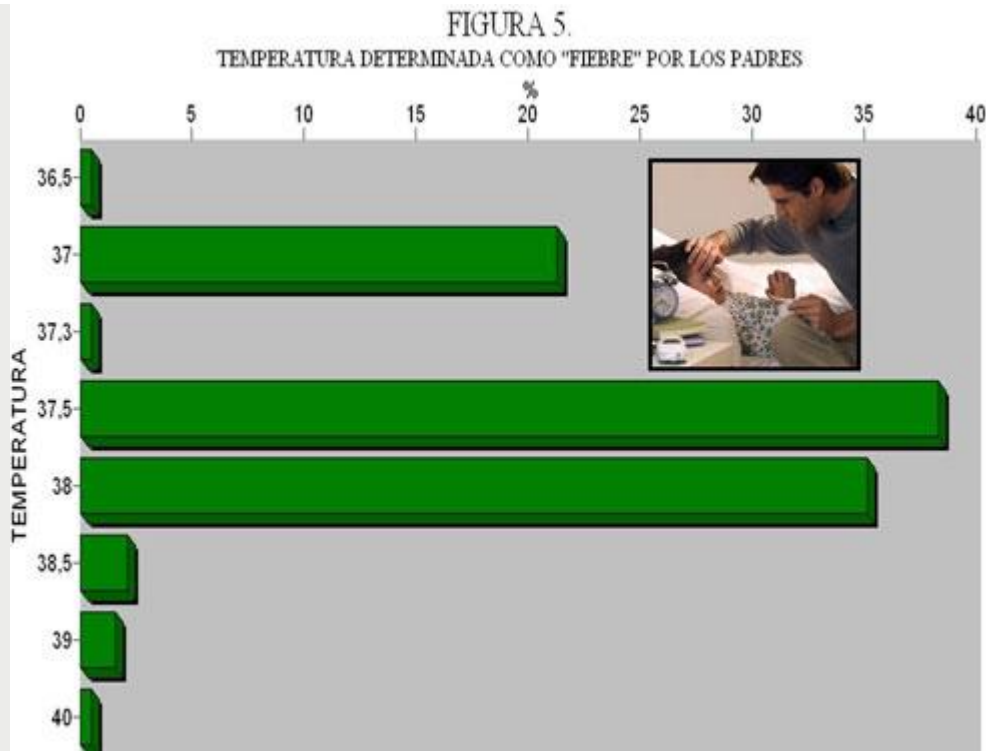 FIGURA 5.
TEMPERATURA DETERMINADA COMO "FIEBRE" POR LOS PADRES
%
0 5 10 15 20 25 30 35 40
TEMPERATURA
36,5
37
37,3
37,5
38
38,5
39
40